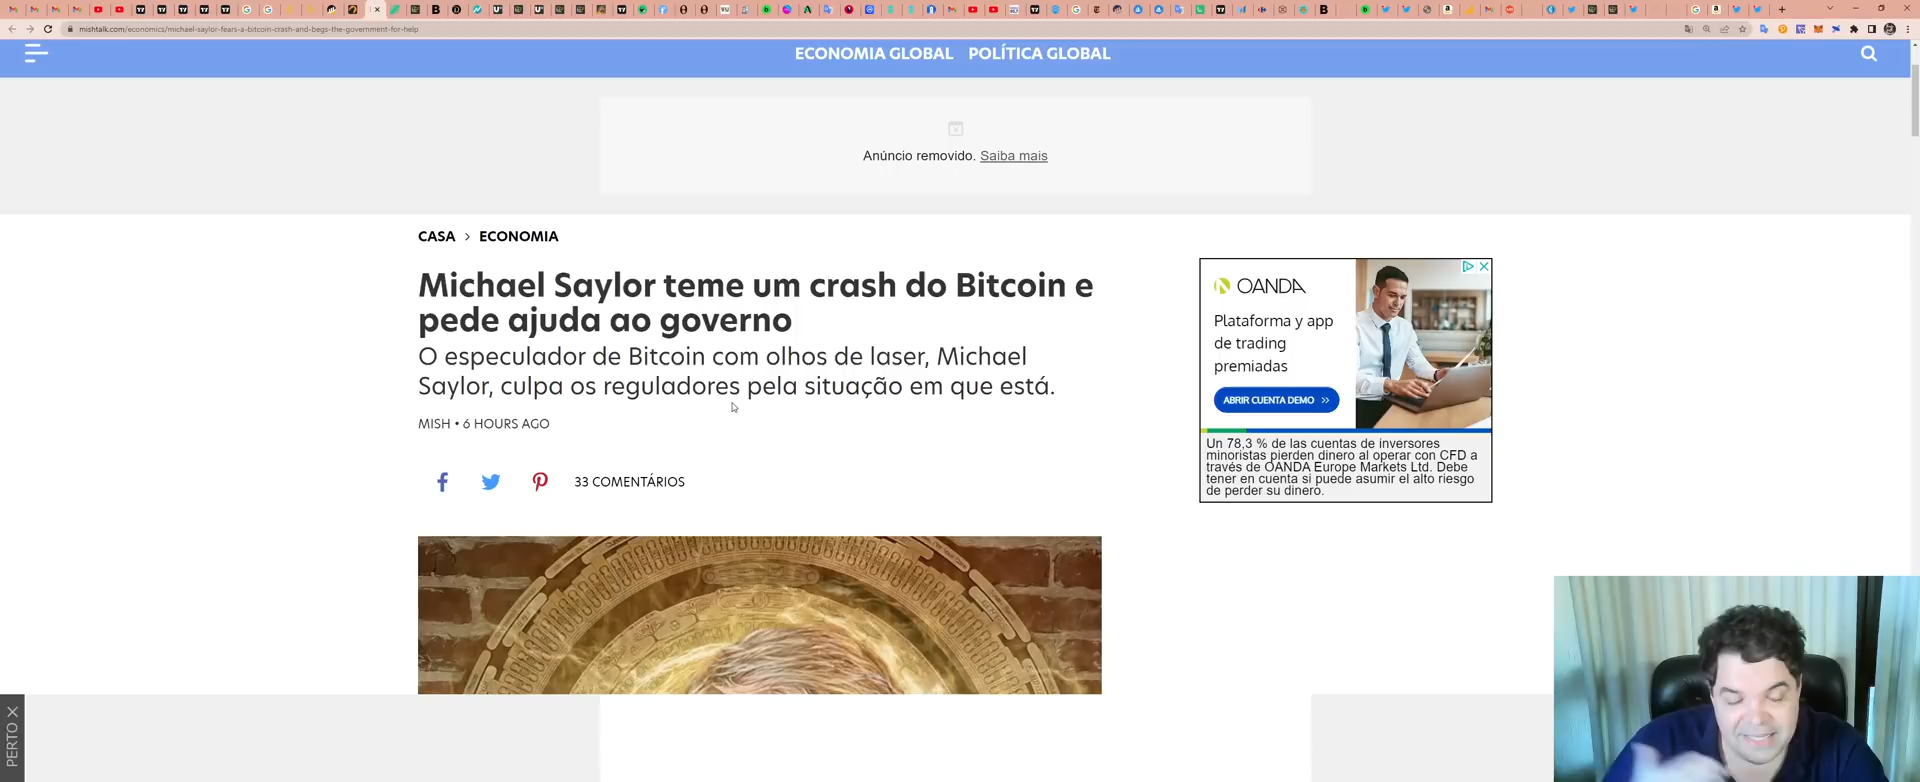 mishtalk.com/economics/michael-saylor-fears-a-bitcoin-crash-and-begs-the-government-for-help
ECONOMIA GLOBAL POLÍTICA GLOBAL
Anúncio removido. Saiba mais
CASA > ECONOMIA
Michael Saylor teme um crash do Bitcoin e
pede ajuda ao governo
O especulador de Bitcoin com olhos de laser, Michael
Saylor, culpa os reguladores pela situação em que está.
MISH • 6 HOURS AGO
33 COMENTÁRIOS
OANDA
Plataforma y app
de trading
premiadas
ABRIR CUENTA DEMO >>
Un 78,3 % de las cuentas de inversores
minoristas pierden dinero al operar con CFD a
través de OANDA Europe Markets Ltd. Debe
tener en cuenta si puede asumir el alto riesgo
de perder su dinero.
PERTO X